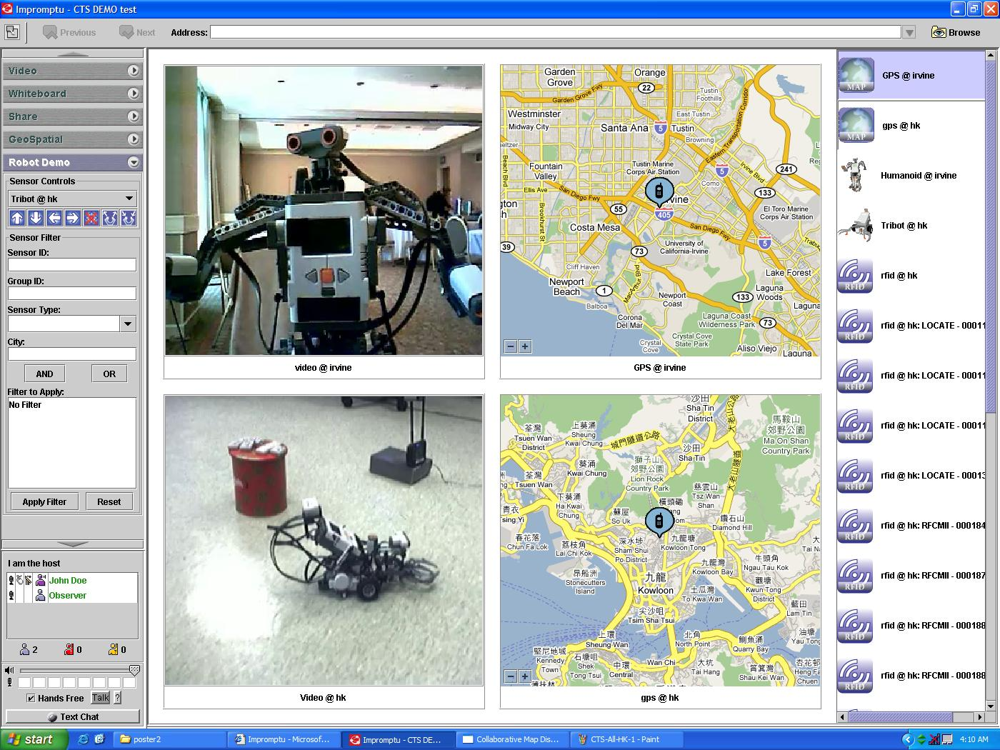 Impromptu - CTS DEMO test
Previous
Next
Address:
Browse
Video
Whiteboard
Share
GeoSpatial
Robot Demo
Sensor Controls
Tribot @ hk
Sensor Filter
Sensor ID:
Group ID:
Sensor Type:
City:
AND
OR
Filter to Apply:
No Filter
Apply Filter
Reset
I am the host
John Doe
Observer
2
0
0
Hands Free
Talk
?
Text Chat
video @ irvine
Garden
Grove
Orange
22
Garden Grove Fwy
Tustin
Foothills
Westminster
Midway City
East Tustin
Santa Ana
5
Tustin
Browning
Eastern Transportation Corridor
Beach Blvd
Fountain
Valley
Tustin Marine
Corps Air Station
5
Irvine Blvd
241
Como
Ellis Ave
San Diego Fwy
133
Brookhurst St
55
405
El Toro Marine
Corps Air Station
Costa Mesa
San Diego Fwy
39
73
University of
California-Irvine
5
Cliff Haven
Lake Forest
Newport
Beach
1
Balboa
Newport
Coast
133
Laguna
Woods
Laguna
Corona
Del Mar
Laguna Coast
Wilderness Park
73
Crystal
Cove
Crystal Cove
State Park
Aliso Viejo
Laguna
GPS @ irvine
Video @ hk
沙田
Sha Tin
District
大老山公路
馬鞍山
郊野公園
Ma On Shan
Country Park
荃灣
Tsuen Wan
District
上葵涌
Sheung
Kwai Chung
城門隧道公路
沙田
Sha Tin
葵涌
Kwai Chung
獅子山
郊野公園
Lion Rock
Country Park
大老山隧道
荃灣
Tsuen Wan
下葵涌
Ha Kwai
Chung
慈雲山
Tsz Wan
Shan
青衣
Tsing Yi
蘇屋
So Uk
橫頭磡
鑽石山
Diamond Hill
春花落
Chun Fa Lok
荔枝角
Lai Chi Kok
深水埗
Sham Shui
Po District
九龍塘
Kowloon Tong
昂船洲
Stonecutters
Island
九龍
Kowloon
九龍灣
Kowloon Bay
牛頭角
Ngau Tau Kok
土瓜灣
To Kwa Wan
觀塘
Kwun Tong
District
尖沙咀
Tsim Sha Tsui
藍田
Lam Tin
上環
Sheung Wan
北角
North Point
鰂魚涌
Quarry Bay
油塘
Yau Tong
堅尼地城
Kennedy
Town
石塘咀
Shek
Tong Tsui
中環
Central
Wan Chi
大坑
Tai Hang
筲箕灣
Shau Kei Wan
杏花邨
Heng Fa
Chuen
gps @ hk
MAP
GPS @ irvine
MAP
gps @ hk
Humanoid @ irvine
Tribot @ hk
RFID
rfid @ hk
RFID
rfid @ hk: LOCATE - 00011
RFID
rfid @ hk: LOCATE - 00011
RFID
rfid @ hk: LOCATE - 00011
RFID
rfid @ hk: LOCATE - 00013
RFID
rfid @ hk: RFCMII - 000184
RFID
rfid @ hk: RFCMII - 000187
RFID
rfid @ hk: RFCMII - 000188
RFID
rfid @ hk: RFCMII - 000188
start
poster2
Impromptu - Microsof...
Impromptu - CTS DE...
Collaborative Map Dis...
CTS-All-HK-1 - Paint
4:10 AM